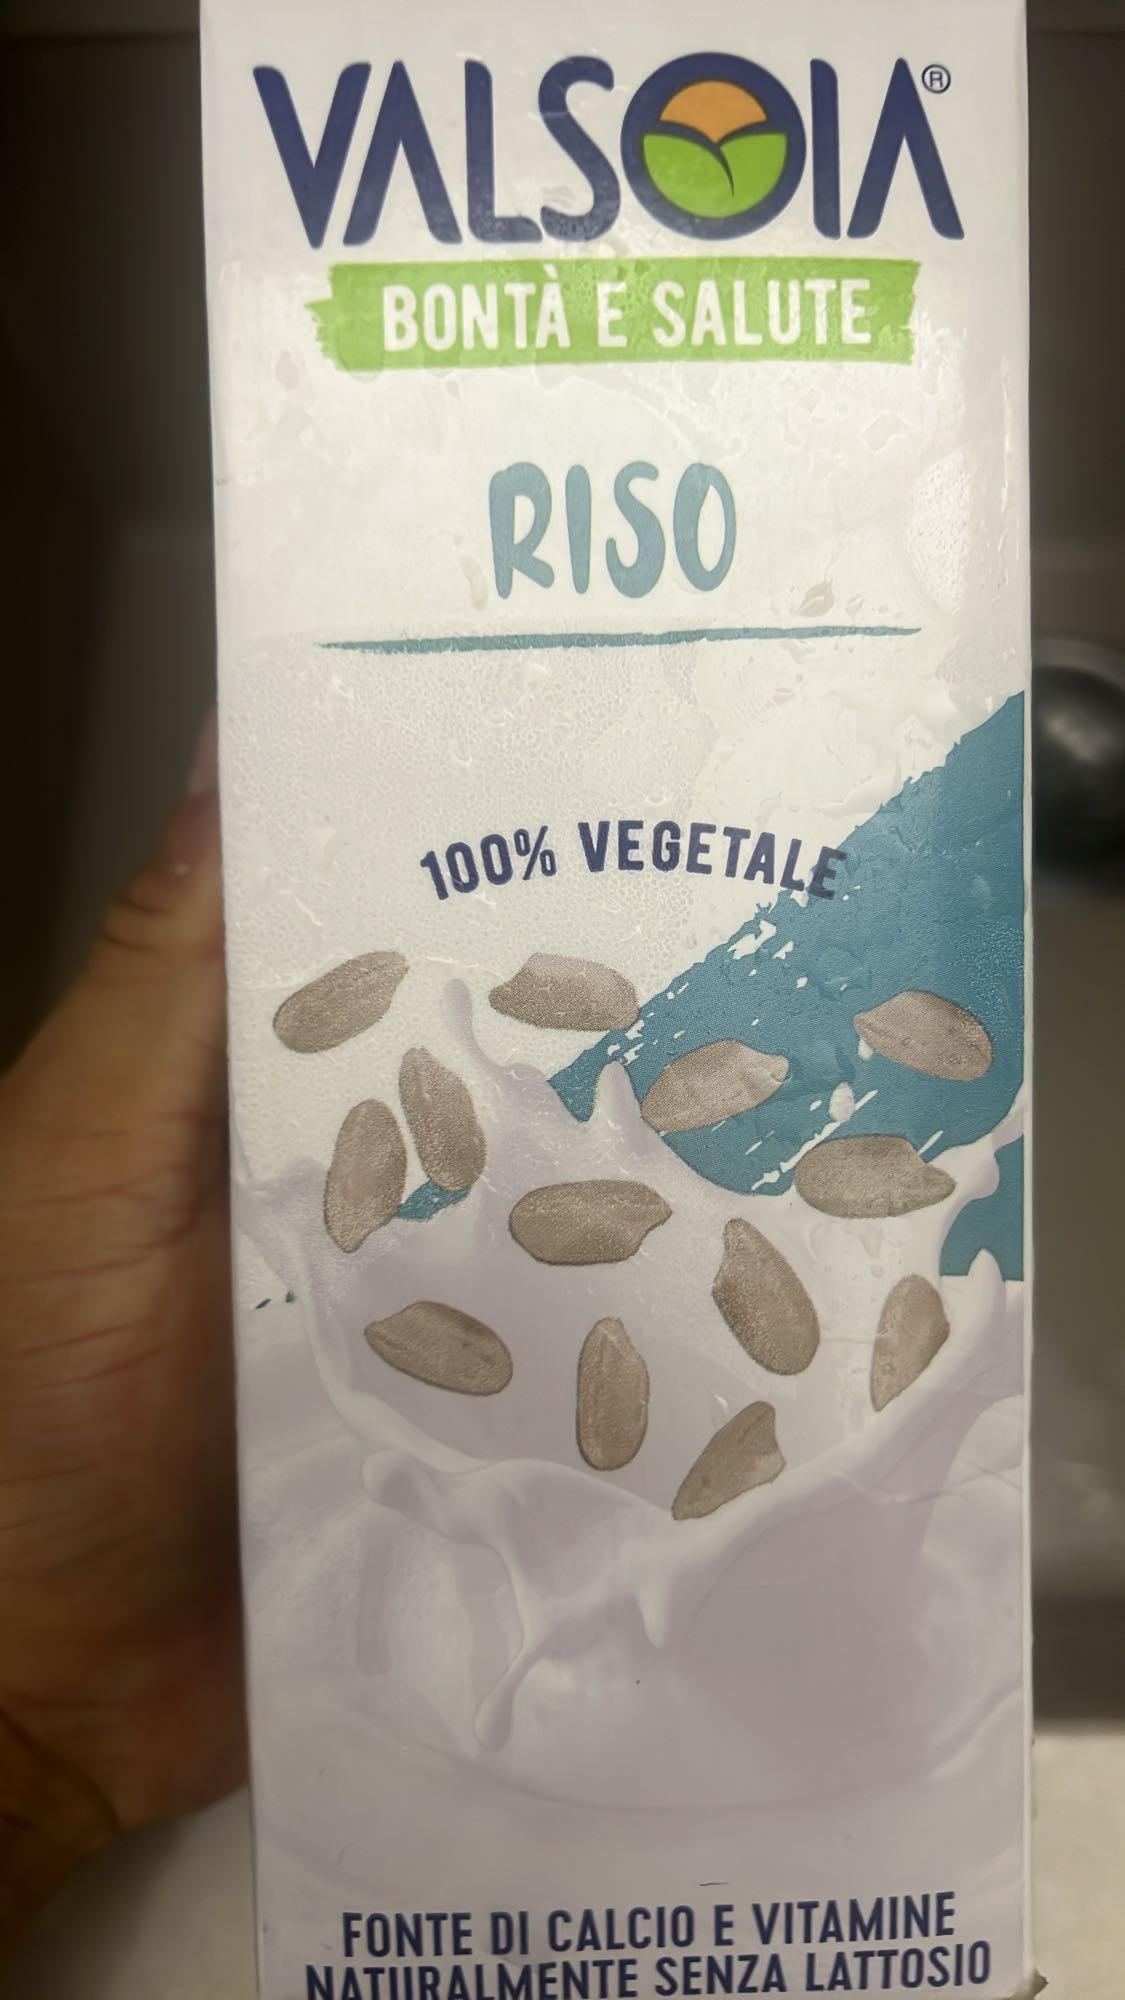 VALSOIA®
BONTÀ E SALUTE
RISO
100% VEGETALE
FONTE DI CALCIO E VITAMINE
NATURALMENTE SENZA LATTOSIO